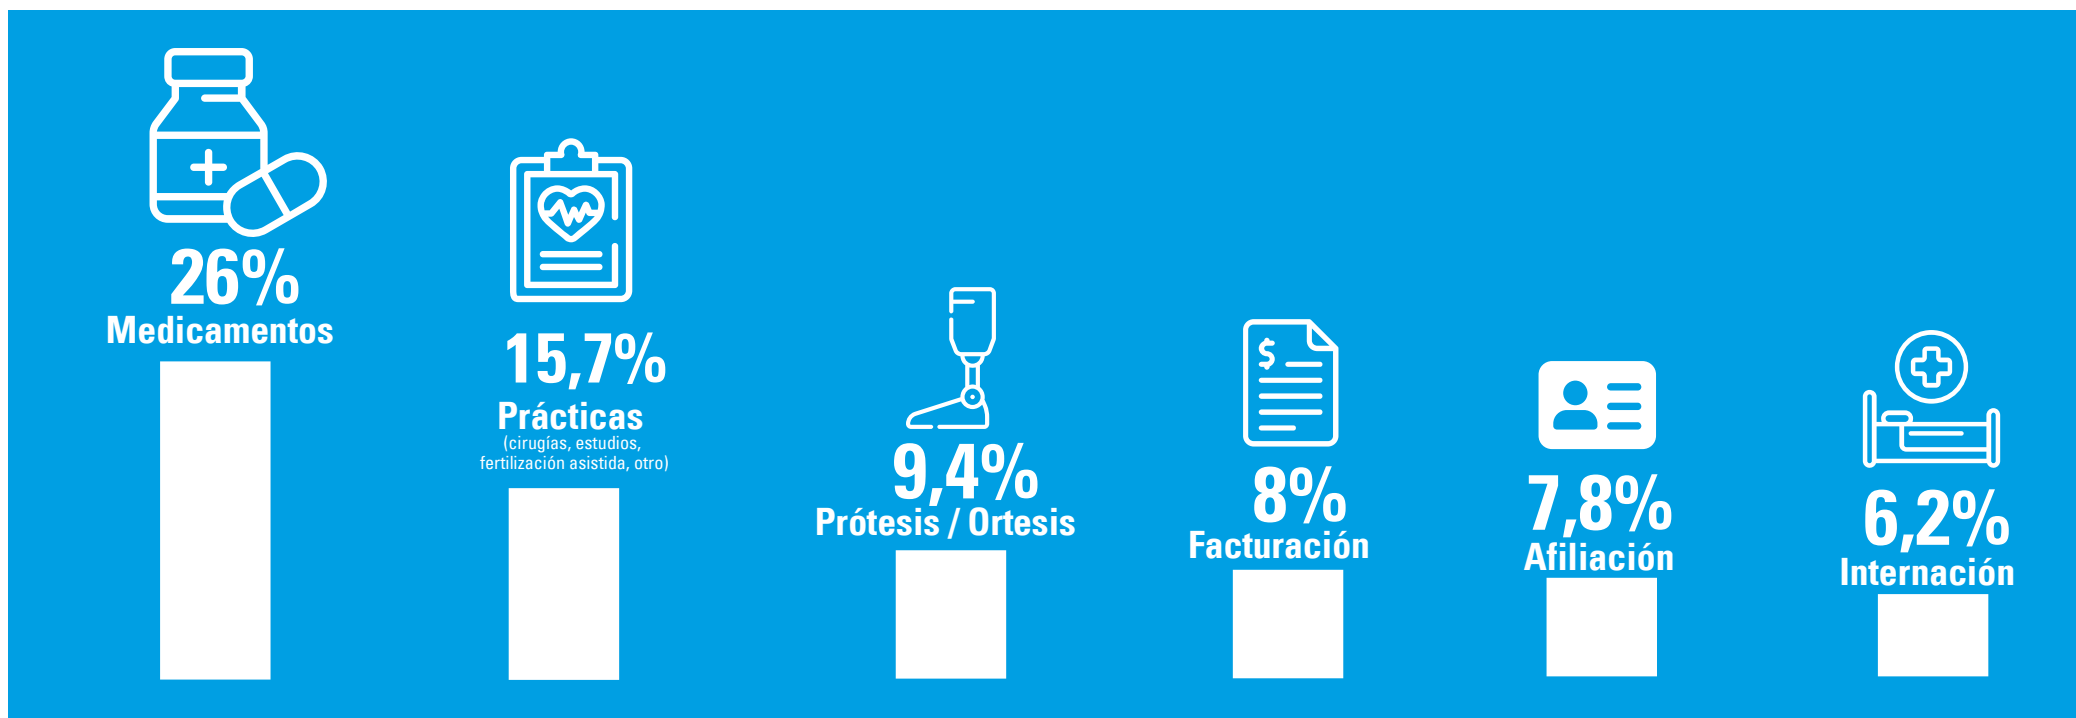 26%
Medicamentos
15,7%
Prácticas
(cirugías, estudios,
fertilización asistida, otro)
9,4%
Prótesis / Ortesis
$
8%
Facturación
7,8%
Afiliación
6,2%
Internación